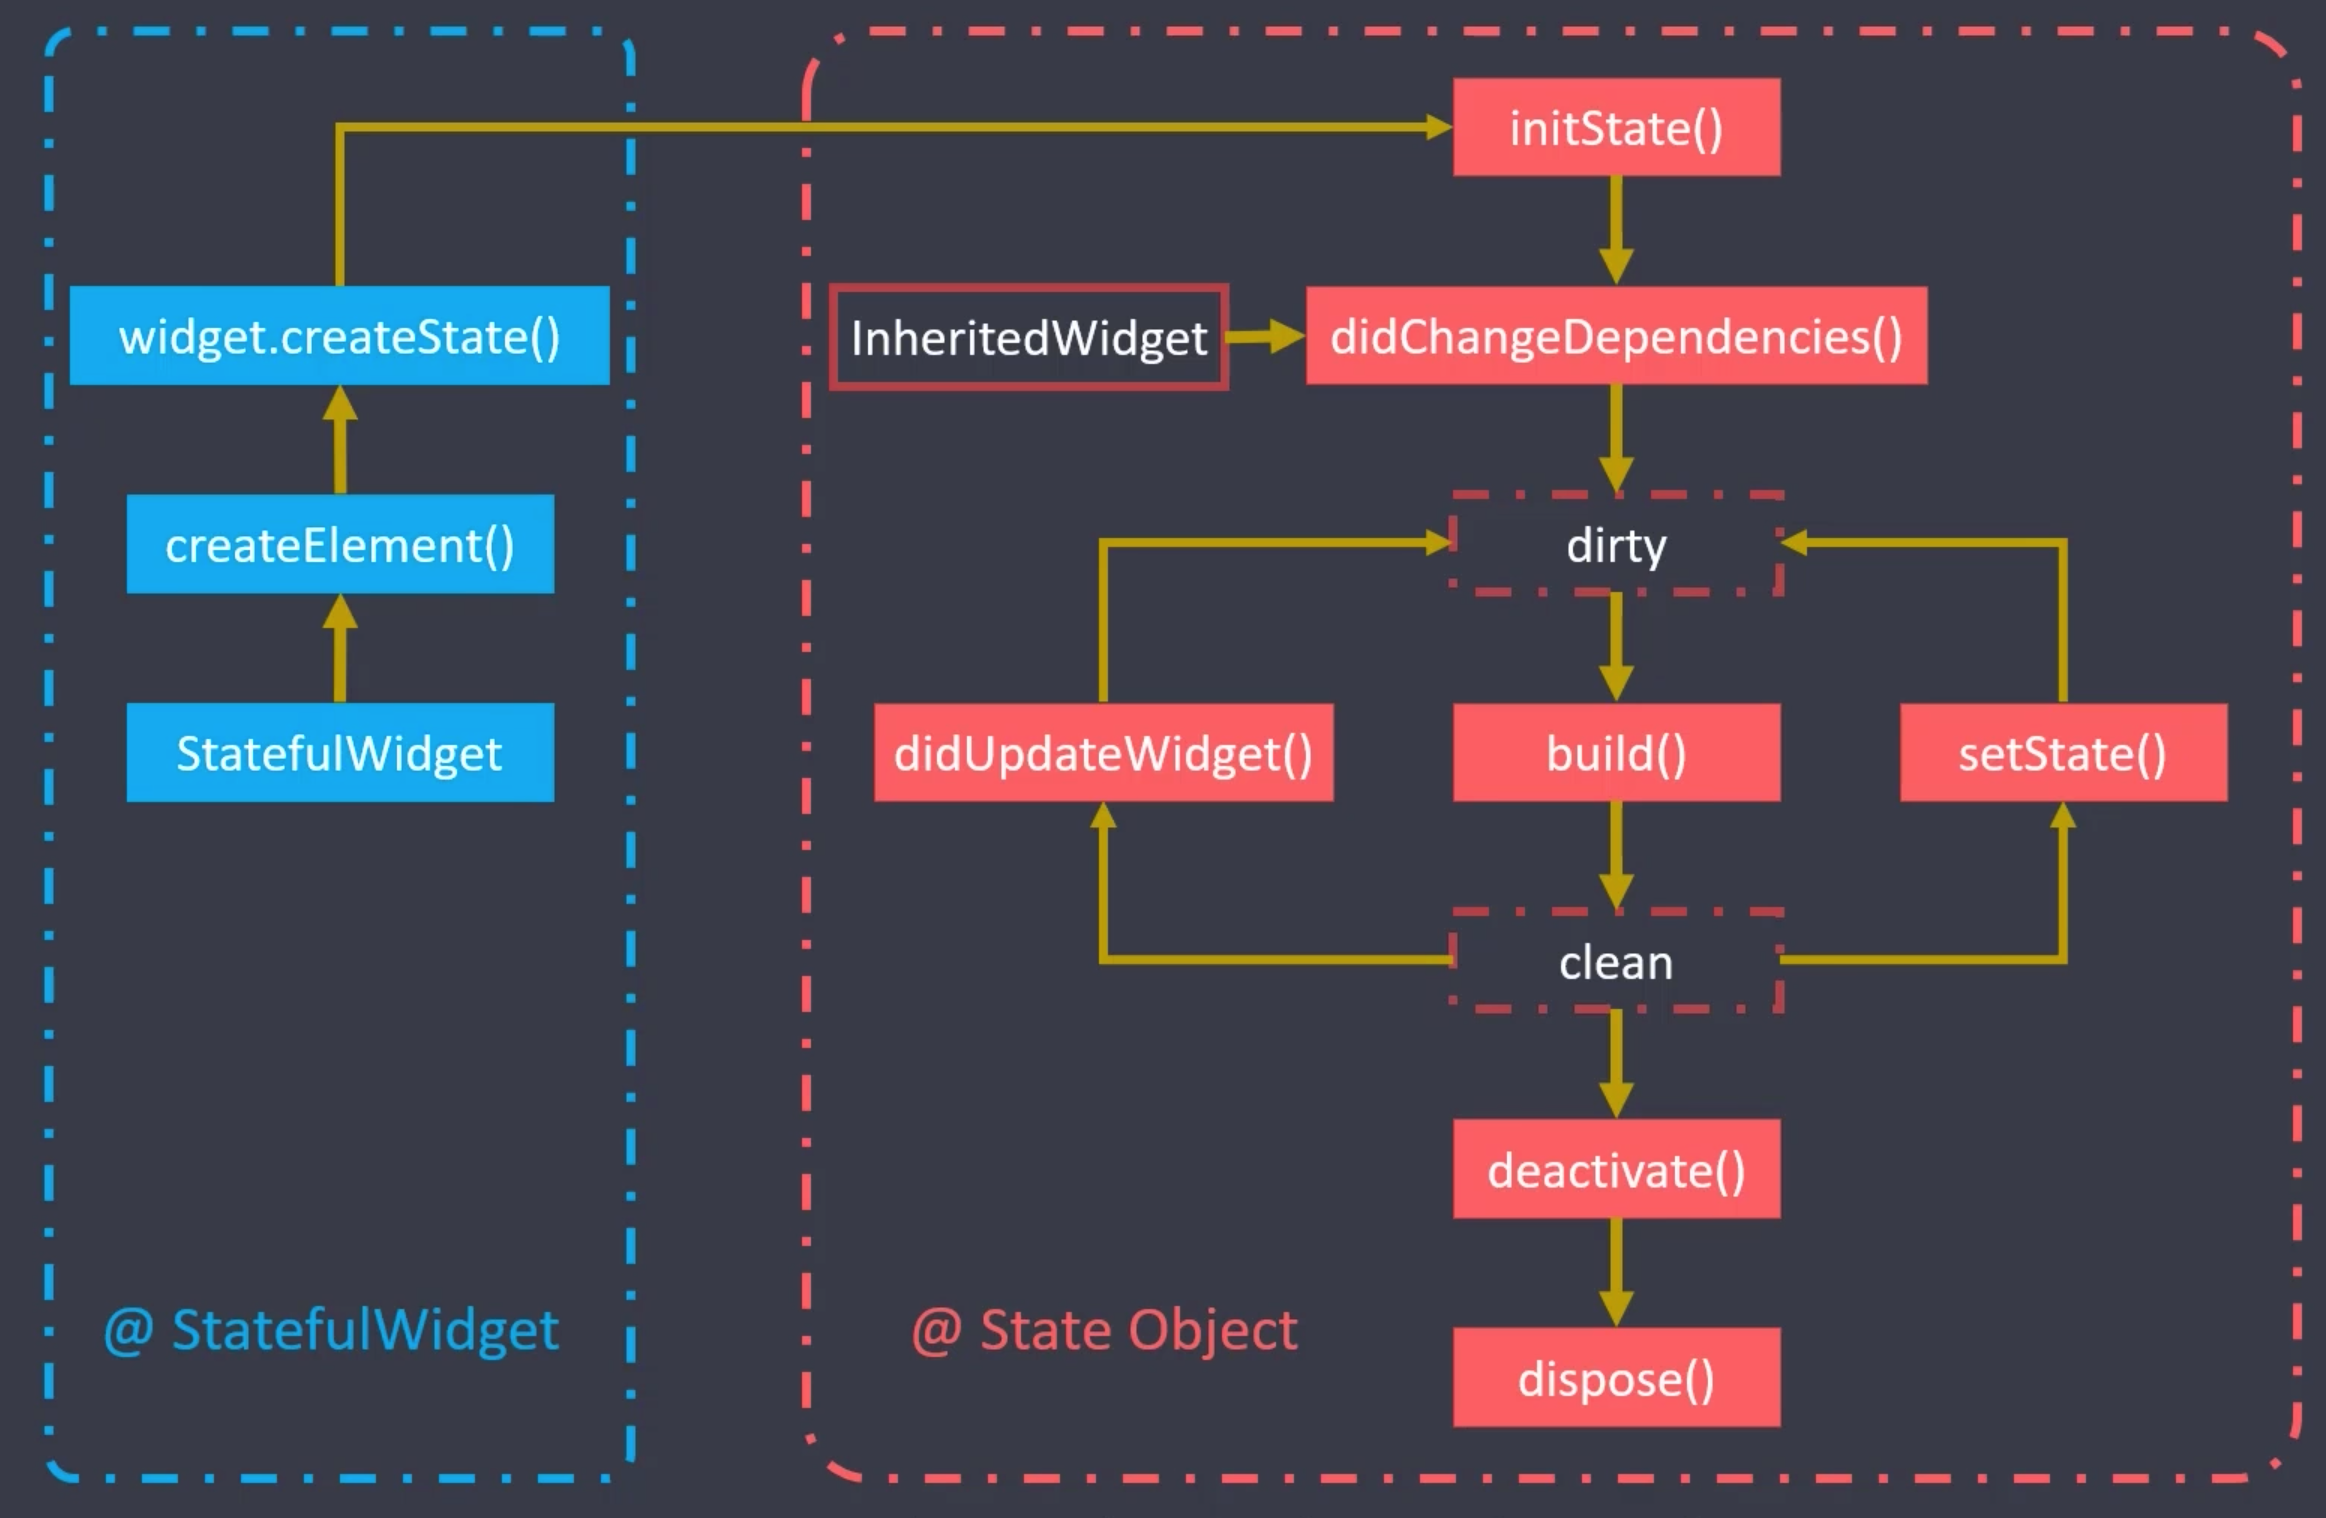 initState()
widget.createState()
InheritedWidget
didChangeDependencies()
createElement()
dirty
StatefulWidget
didUpdateWidget()
build()
setState()
clean
deactivate()
@ StatefulWidget
@ State Object
dispose()